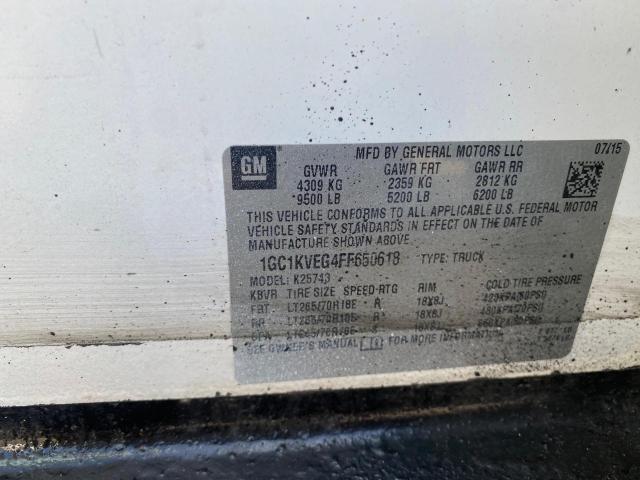 GM
MFD BY GENERAL MOTORS LLC 07/15
GVWR GAWR FRT GAWR RR
4309 KG 2359 KG 2812 KG
9500 LB 5200 LB 6200 LB
THIS VEHICLE CONFORMS TO ALL APPLICABLE U.S. FEDERAL MOTOR
VEHICLE SAFETY STANDARDS IN EFFECT ON THE DATE OF
MANUFACTURE SHOWN ABOVE.
1GC1KVEG4FF650618 TYPE: TRUCK
MODEL: K25743
KBVR TIRE SIZE SPEED RTG RIM COLD TIRE PRESSURE
FRT LT265/70R18E R 18X8J
RR 18X8J
SEE OWNER'S MANUAL FOR MORE INFORMATION.